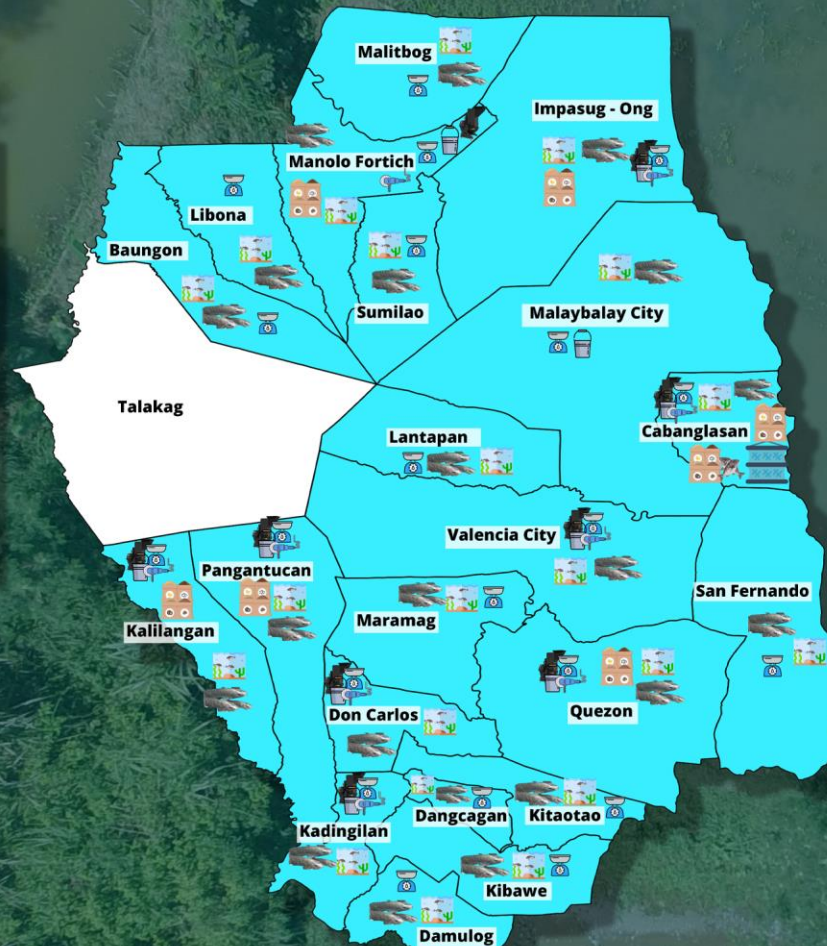 Malitbog
Impasug - Ong
Manolo Fortich
Libona
Baungon
Sumilao
Malaybalay City
Talakag
Lantapan
Cabanglasan
Valencia City
Pangantucan
San Fernando
Maramag
Kalilangan
Don Carlos
Quezon
Dangcagan
Kitaotao
Kadingilan
Kibawe
Damulog